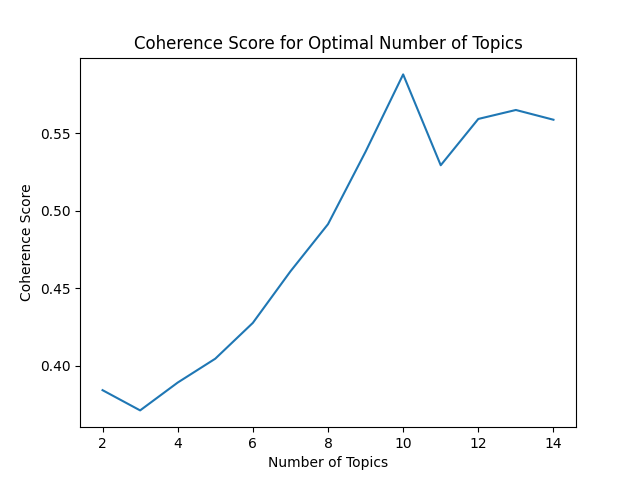 Coherence Score for Optimal Number of Topics
0.55
0.50
0.45
0.40
Coherence Score
2 4 6 8 10 12 14
Number of Topics